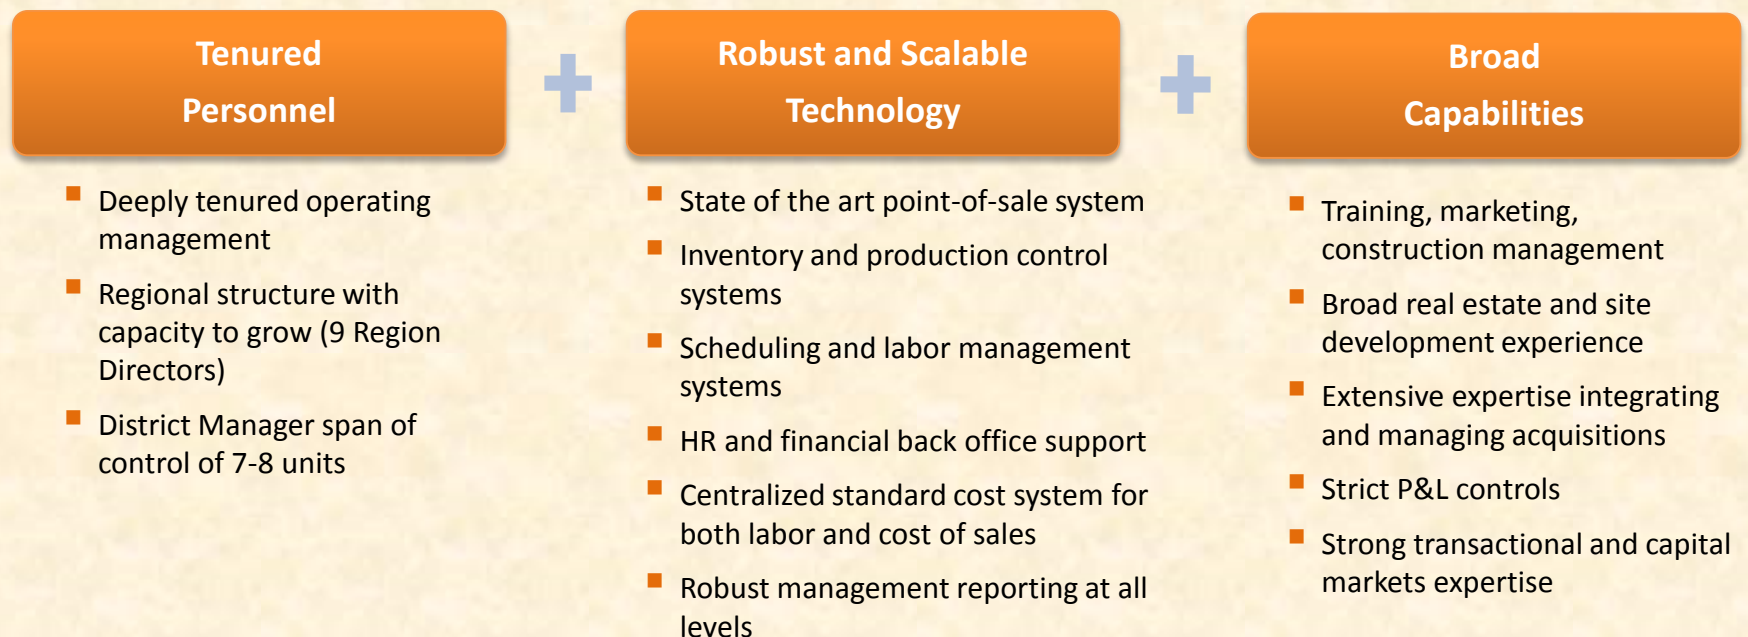 Tenured
Personnel
Deeply tenured operating
management
Regional structure with
capacity to grow (9 Region
Directors)
District Manager span of
control of 7-8 units
Robust and Scalable
Technology
State of the art point-of-sale system
Inventory and production control
systems
Scheduling and labor management
systems
HR and financial back office support
Centralized standard cost system for
both labor and cost of sales
Robust management reporting at all
levels
Broad
Capabilities
Training, marketing,
construction management
Broad real estate and site
development experience
Extensive expertise integrating
and managing acquisitions
Strict P&L controls
Strong transactional and capital
markets expertise